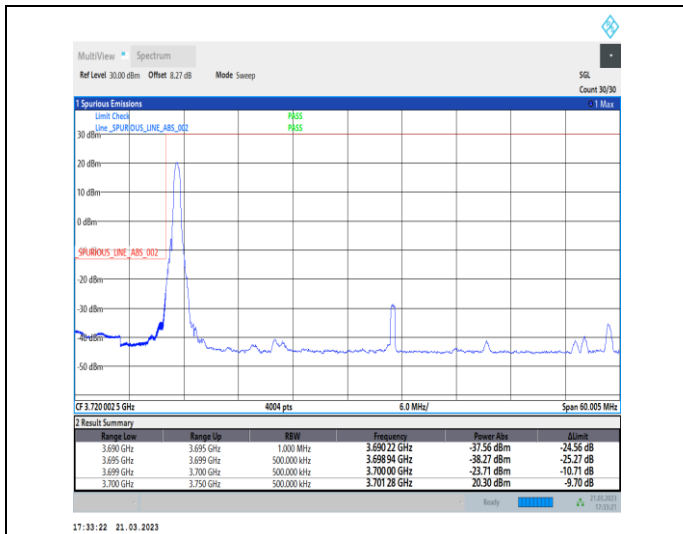 MultiView Spectrum
Ref Level 30.00 dBm Offset 8.27 dB Mode Sweep SGL
Count 30/30
1 Spurious Emissions 1 Max
Limit Check PASS
Line _SPURIOUS_LINE_ABS_002 PASS
30 dBm
20 dBm
10 dBm
0 dBm
_SPURIOUS_LINE_ABS_002
-20 dBm
-30 dBm
-40 dBm
-50 dBm
CF 3.720 002 5 GHz 4004 pts 6.0 MHz/ Span 60.005 MHz
2 Result Summary
Range Low Range Up RBW Frequency Power Abs ΔLimit
3.690 GHz 3.695 GHz 1.000 MHz 3.690 22 GHz -37.56 dBm -24.56 dB
3.695 GHz 3.699 GHz 500.000 kHz 3.698 94 GHz -38.27 dBm -25.27 dB
3.699 GHz 3.700 GHz 500.000 kHz 3.700 00 GHz -23.71 dBm -10.71 dB
3.700 GHz 3.750 GHz 500.000 kHz 3.701 28 GHz 20.30 dBm -9.70 dB
Ready 21.03.2023
17:33:21
17:33:22 21.03.2023